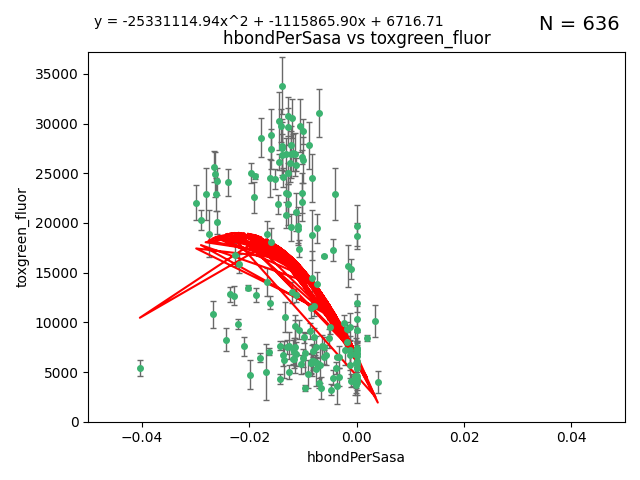 y = -25331114.94x^2 + -1115865.90x + 6716.71
N = 636
hbondPerSasa vs toxgreen_fluor
toxgreen_fluor
35000
30000
25000
20000
15000
10000
5000
0
−0.04
−0.02
0.00
0.02
0.04
hbondPerSasa